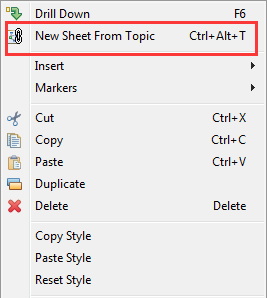 Drill Down F6
New Sheet From Topic Ctrl+Alt+T
Insert
Markers
Cut Ctrl+X
Copy Ctrl+C
Paste Ctrl+V
Duplicate
Delete Delete
Copy Style
Paste Style
Reset Style